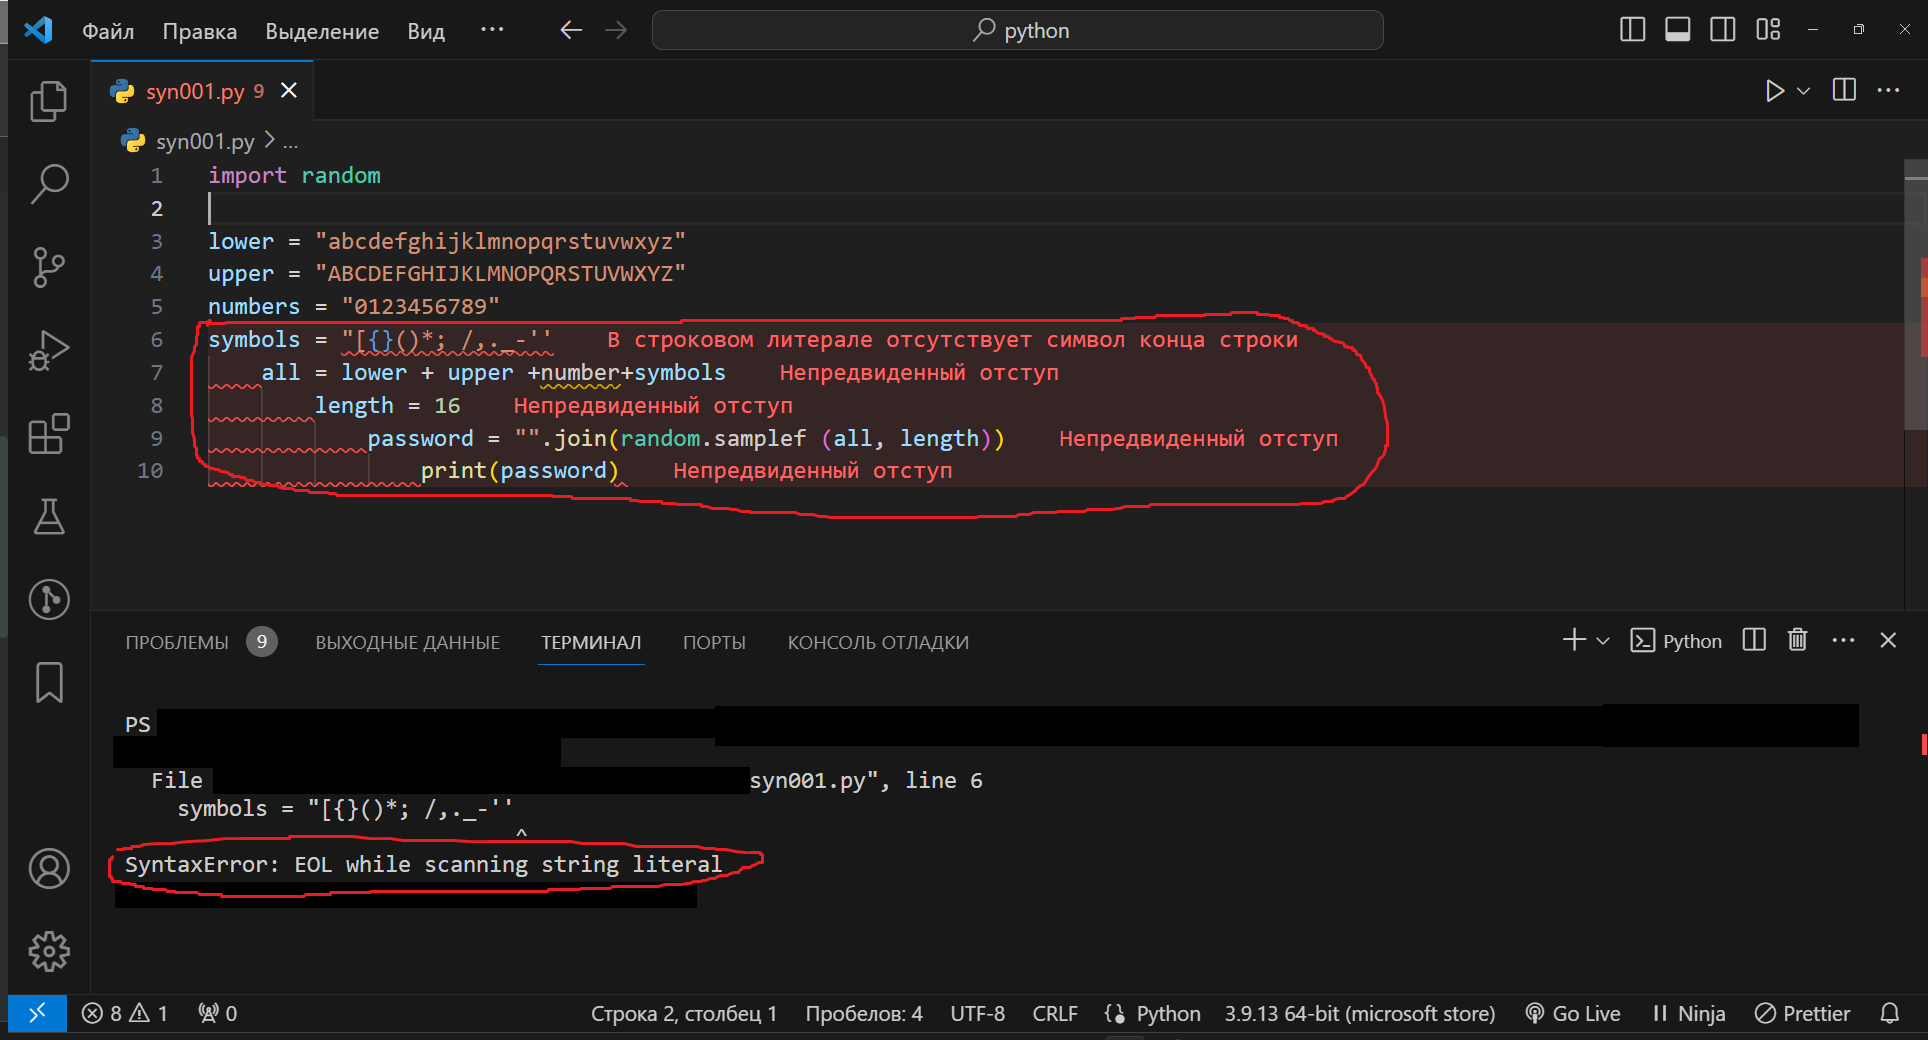 Файл Правка Выделение Вид ··· python
syn001.py 9
syn001.py > ...
1 import random
2
3 lower = "abcdefghijklmnopqrstuvwxyz"
4 upper = "ABCDEFGHIJKLMNOPQRSTUVWXYZ"
5 numbers = "0123456789"
6 symbols = "[{}()*; /,._-'' В строковом литерале отсутствует символ конца строки
7 all = lower + upper +number+symbols Непредвиденный отступ
8 length = 16 Непредвиденный отступ
9 password = "".join(random.samplef (all, length)) Непредвиденный отступ
10 print(password) Непредвиденный отступ
ПРОБЛЕМЫ 9 ВЫХОДНЫЕ ДАННЫЕ ТЕРМИНАЛ ПОРТЫ КОНСОЛЬ ОТЛАДКИ Python
PS
File syn001.py", line 6
symbols = "[{}()*; /,._-''
^
SyntaxError: EOL while scanning string literal
8 1 0 Строка 2, столбец 1 Пробелов: 4 UTF-8 CRLF Python 3.9.13 64-bit (microsoft store) Go Live Ninja Prettier